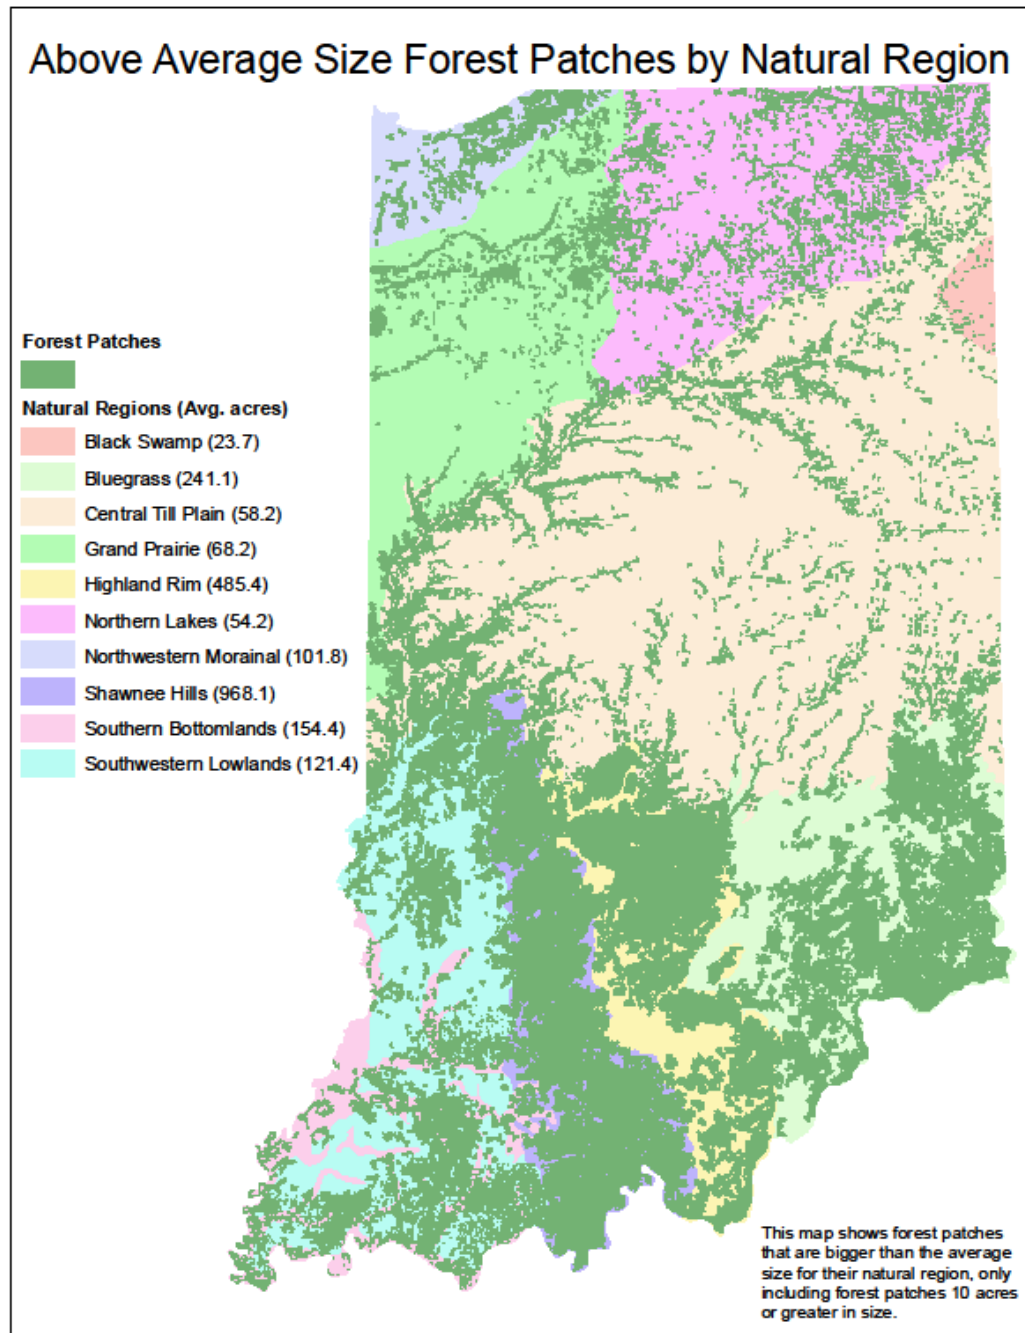 Above Average Size Forest Patches by Natural Region
Forest Patches
Natural Regions (Avg. acres)
Black Swamp (23.7)
Bluegrass (241.1)
Central Till Plain (58.2)
Grand Prairie (68.2)
Highland Rim (485.4)
Northern Lakes (54.2)
Northwestern Morainal (101.8)
Shawnee Hills (968.1)
Southern Bottomlands (154.4)
Southwestern Lowlands (121.4)
This map shows forest patches
that are bigger than the average
size for their natural region, only
including forest patches 10 acres
or greater in size.